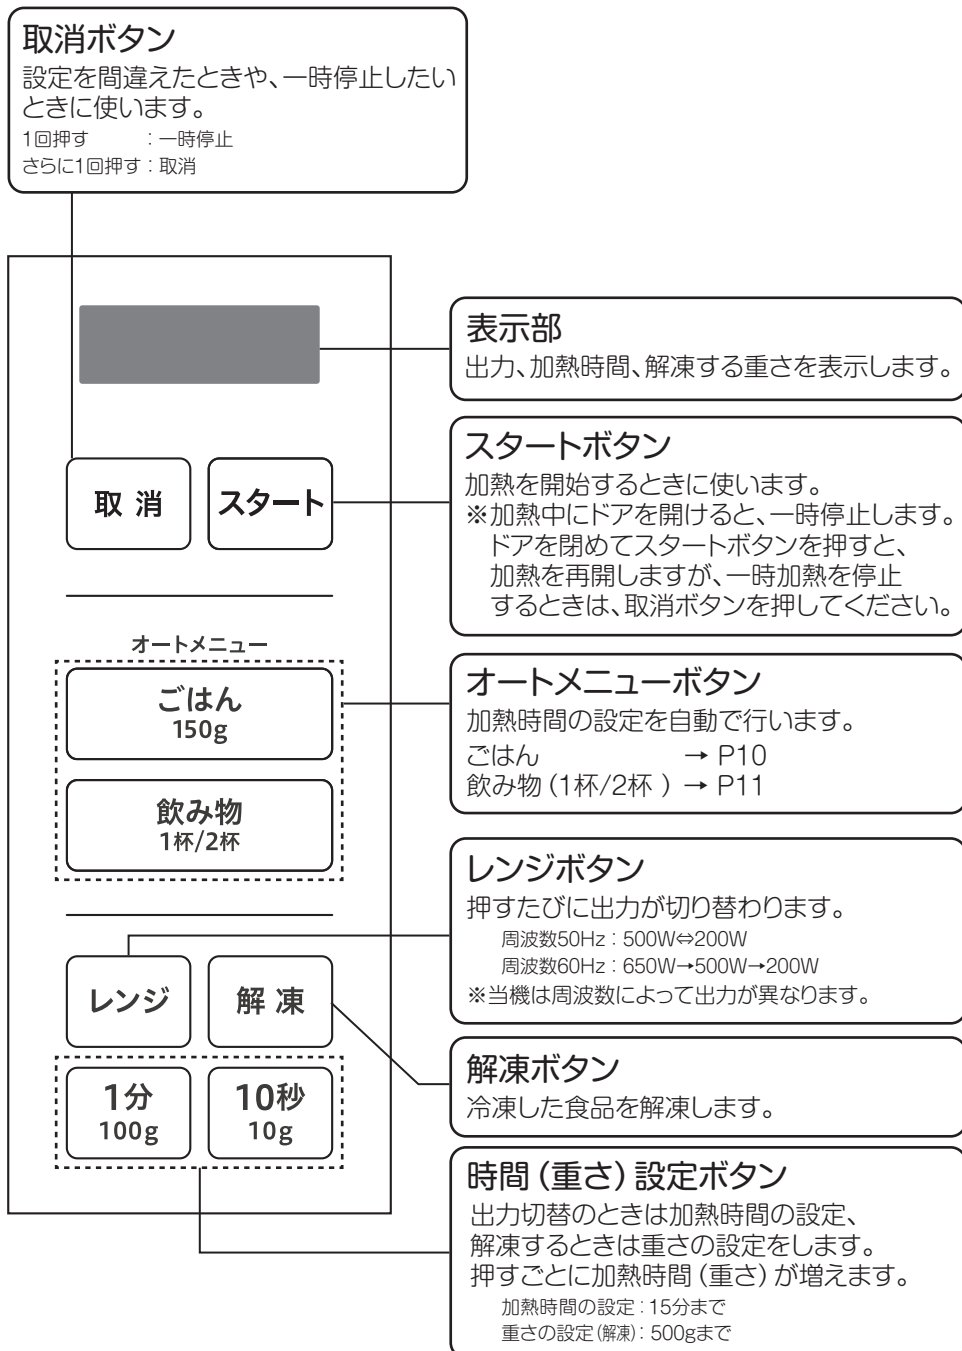 取消ボタン
設定を間違えたときや、一時停止したい
ときに使います。
1回押す　　　：一時停止
さらに1回押す：取消
表示部
出力、加熱時間、解凍する重さを表示します。
取 消
スタート
スタートボタン
加熱を開始するときに使います。
※加熱中にドアを開けると、一時停止します。
ドアを閉めてスタートボタンを押すと、
加熱を再開しますが、一時加熱を停止
するときは、取消ボタンを押してください。
オートメニュー
ごはん
150g
飲み物
1杯/2杯
オートメニューボタン
加熱時間の設定を自動で行います。
ごはん　　　　　→ P10
飲み物（1杯/2杯 ）→ P11
レンジ
解 凍
レンジボタン
押すたびに出力が切り替わります。
周波数50Hz：500W⇔200W
周波数60Hz：650W→500W→200W
※当機は周波数によって出力が異なります。
解凍ボタン
冷凍した食品を解凍します。
1分
100g
10秒
10g
時間（重さ）設定ボタン
出力切替のときは加熱時間の設定、
解凍するときは重さの設定をします。
押すごとに加熱時間（重さ）が増えます。
加熱時間の設定：15分まで
重さの設定（解凍）：500gまで